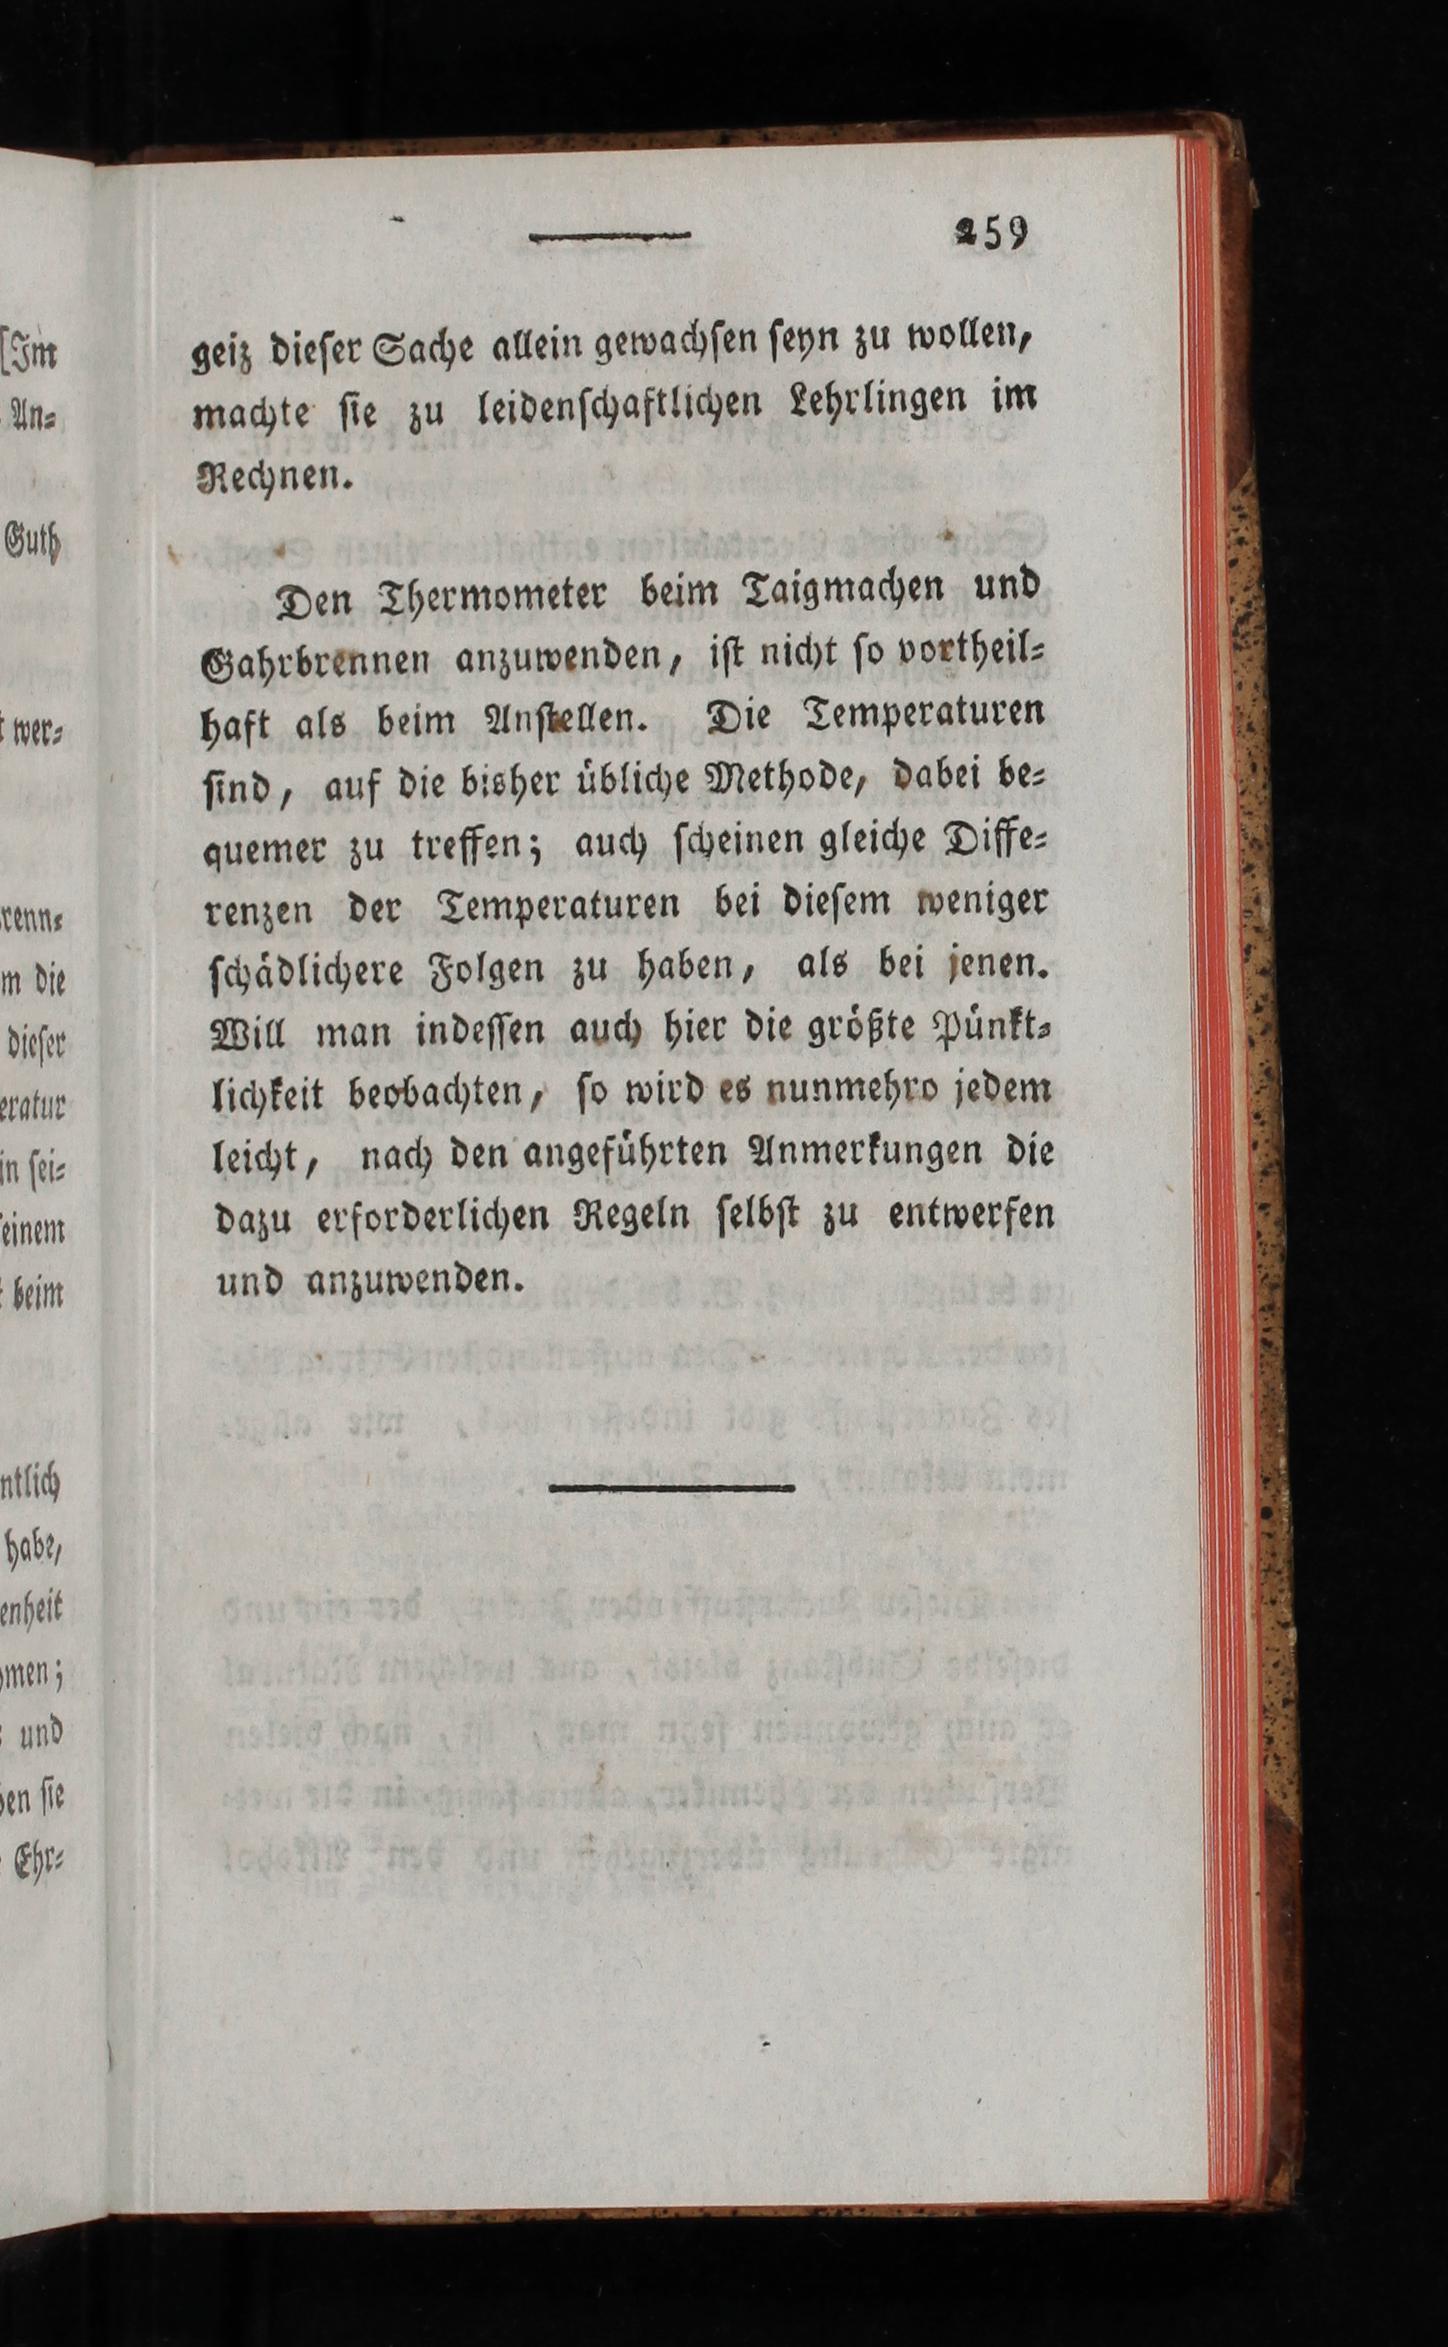 259
geiz dieser Sache allein gewachsen seyn zu wollen,
machte sie zu leidenschaftlichen Lehrlingen im
Rechnen.
Den Thermometer beim Taigmachen und
Gahrbrennen anzuwenden, ist nicht so vortheil-
haft als beim Anstellen. Die Temperaturen
sind, auf die bisher übliche Methode, dabei be-
quemer zu treffen; auch scheinen gleiche Diffe-
renzen der Temperaturen bei diesem weniger
schädlichere Folgen zu haben, als bei jenen.
Will man indessen auch hier die größte Pünkt-
lichkeit beobachten, so wird es nunmehro jedem
leicht, nach den angeführten Anmerkungen die
dazu erforderlichen Regeln selbst zu entwerfen
und anzuwenden.